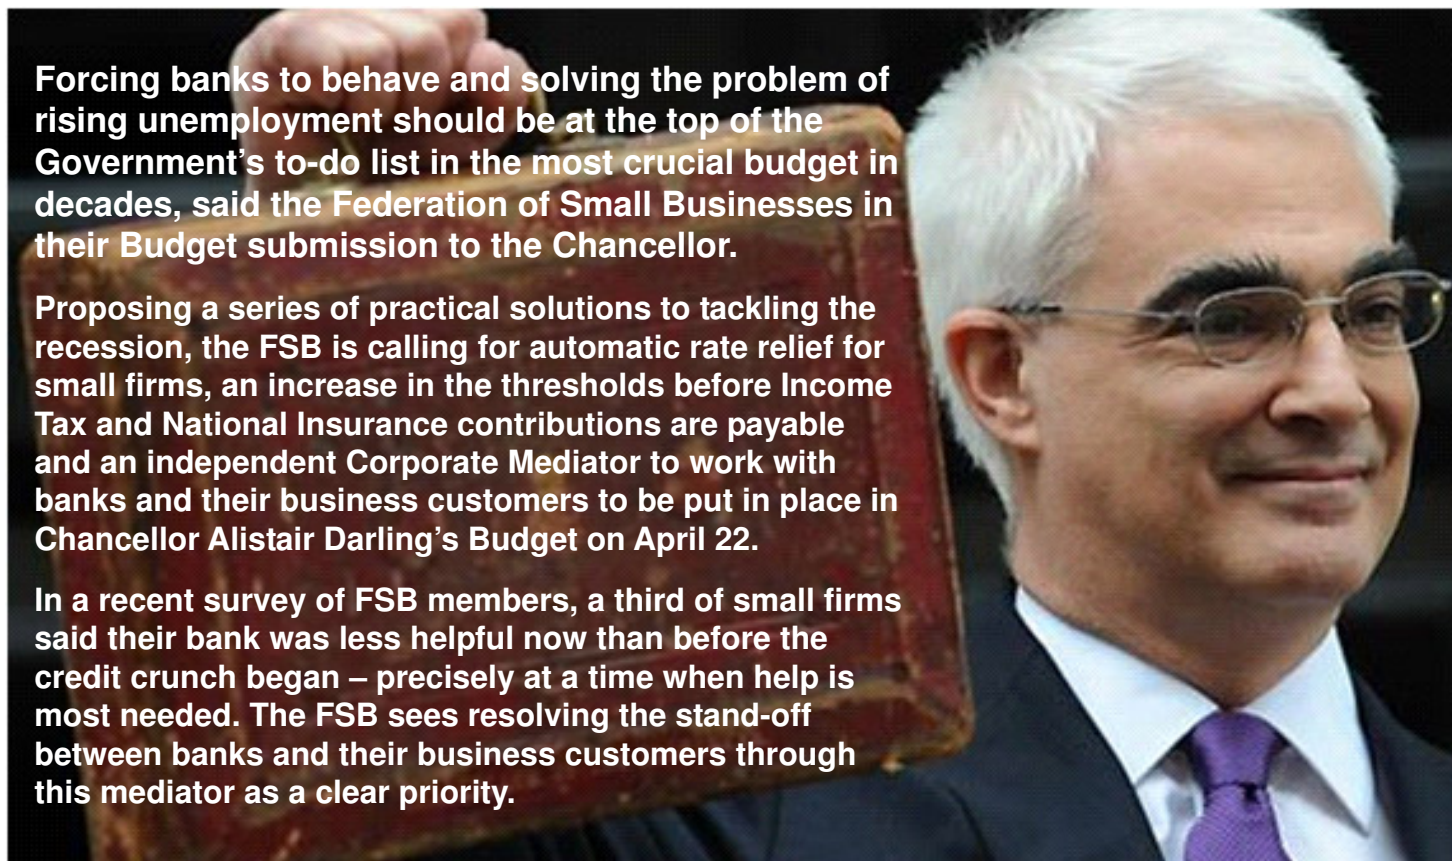 Forcing banks to behave and solving the problem of
rising unemployment should be at the top of the
Government’s to-do list in the most crucial budget in
decades, said the Federation of Small Businesses in
their Budget submission to the Chancellor.
Proposing a series of practical solutions to tackling the
recession, the FSB is calling for automatic rate relief for
small firms, an increase in the thresholds before Income
Tax and National Insurance contributions are payable
and an independent Corporate Mediator to work with
banks and their business customers to be put in place in
Chancellor Alistair Darling’s Budget on April 22.
In a recent survey of FSB members, a third of small firms
said their bank was less helpful now than before the
credit crunch began – precisely at a time when help is
most needed. The FSB sees resolving the stand-off
between banks and their business customers through
this mediator as a clear priority.